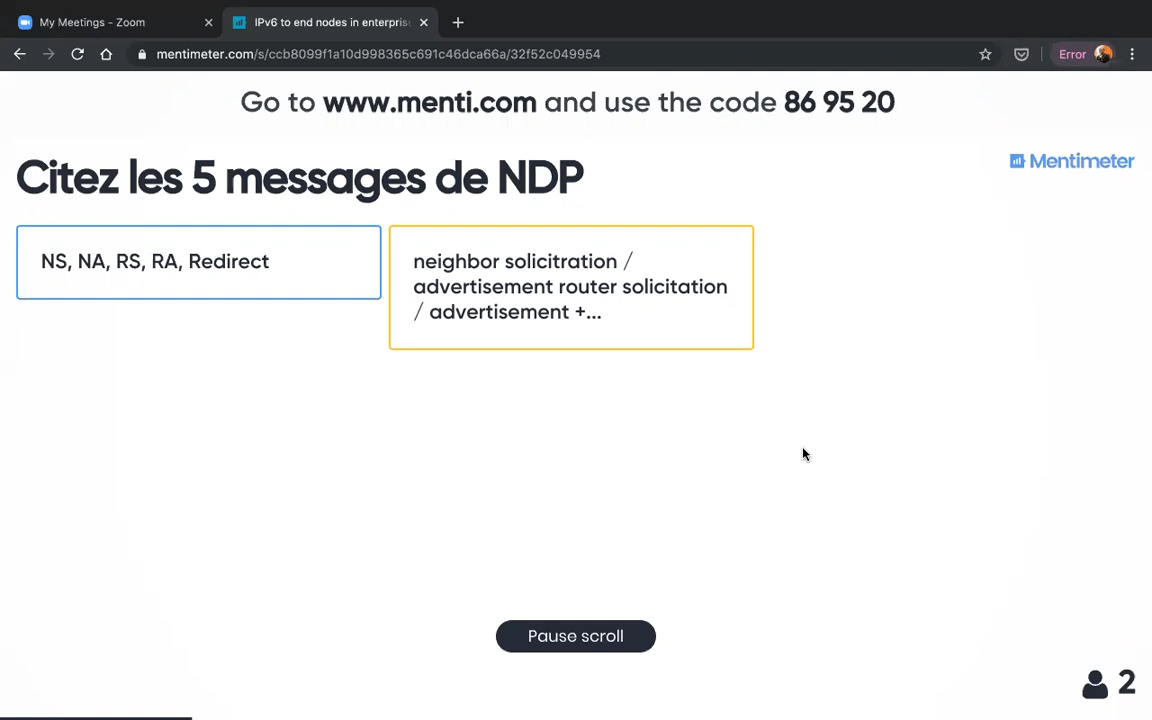 My Meetings - Zoom
IPv6 to end nodes in enterpris
mentimeter.com/s/ccb8099f1a10d998365c691c46dca66a/32f52c049954
Error
Go to www.menti.com and use the code 86 95 20
Mentimeter
Citez les 5 messages de NDP
NS, NA, RS, RA, Redirect
neighbor solicitration /
advertisement router solicitation
/ advertisement +...
Pause scroll
2